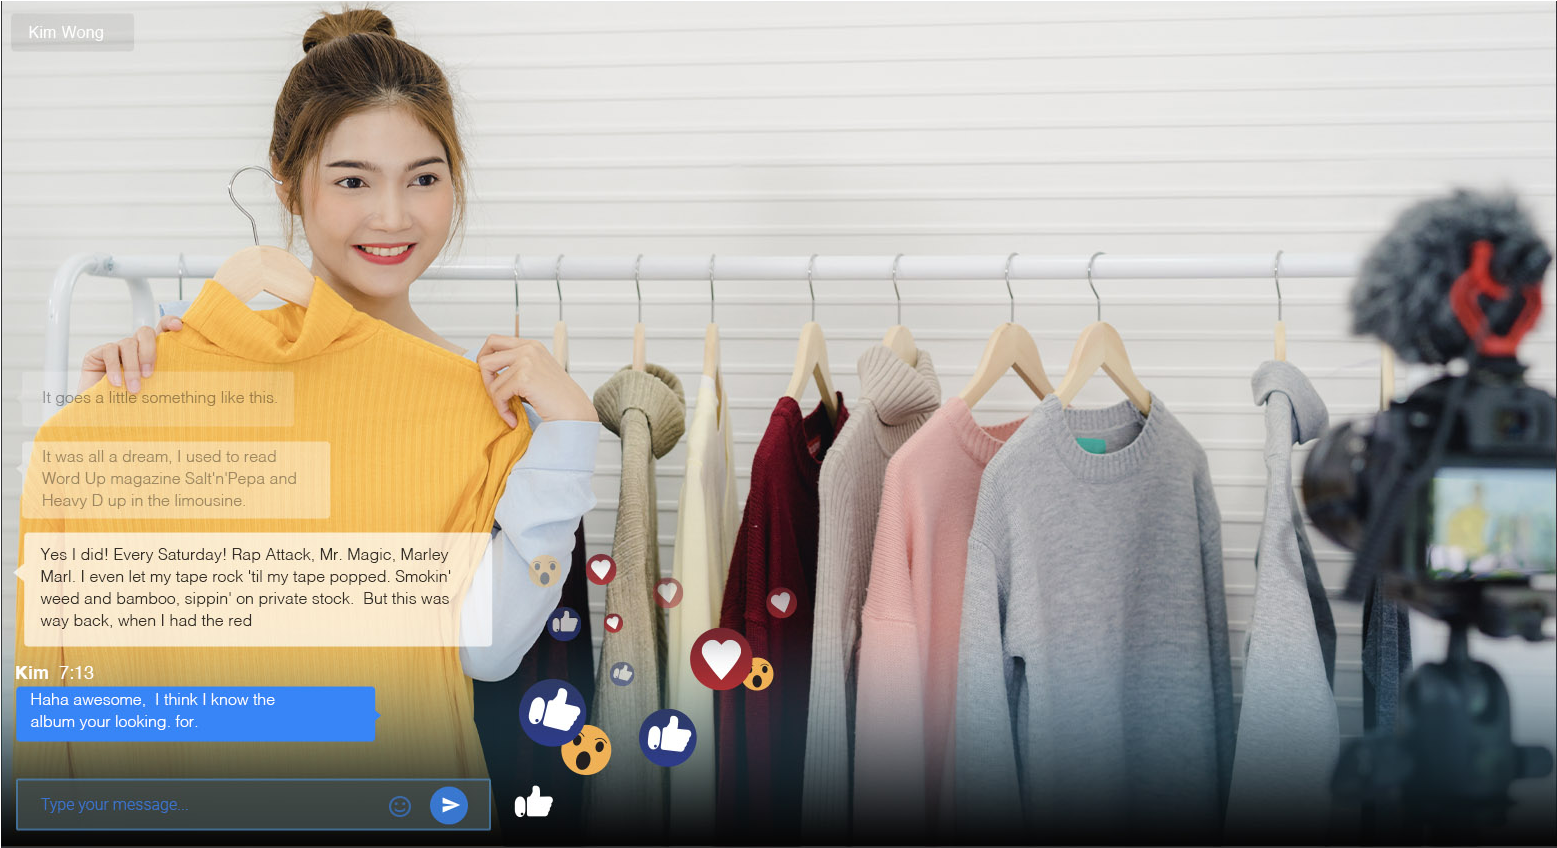 Kim Wong
It goes a little something like this.
It was all a dream, I used to read
Word Up magazine Salt'n'Pepa and
Heavy D up in the limousine.
Yes I did! Every Saturday! Rap Attack, Mr. Magic, Marley
Marl. I even let my tape rock 'til my tape popped. Smokin'
weed and bamboo, sippin' on private stock.  But this was
way back, when I had the red
Kim 7:13
Haha awesome,  I think I know the
album your looking. for.
Type your message...